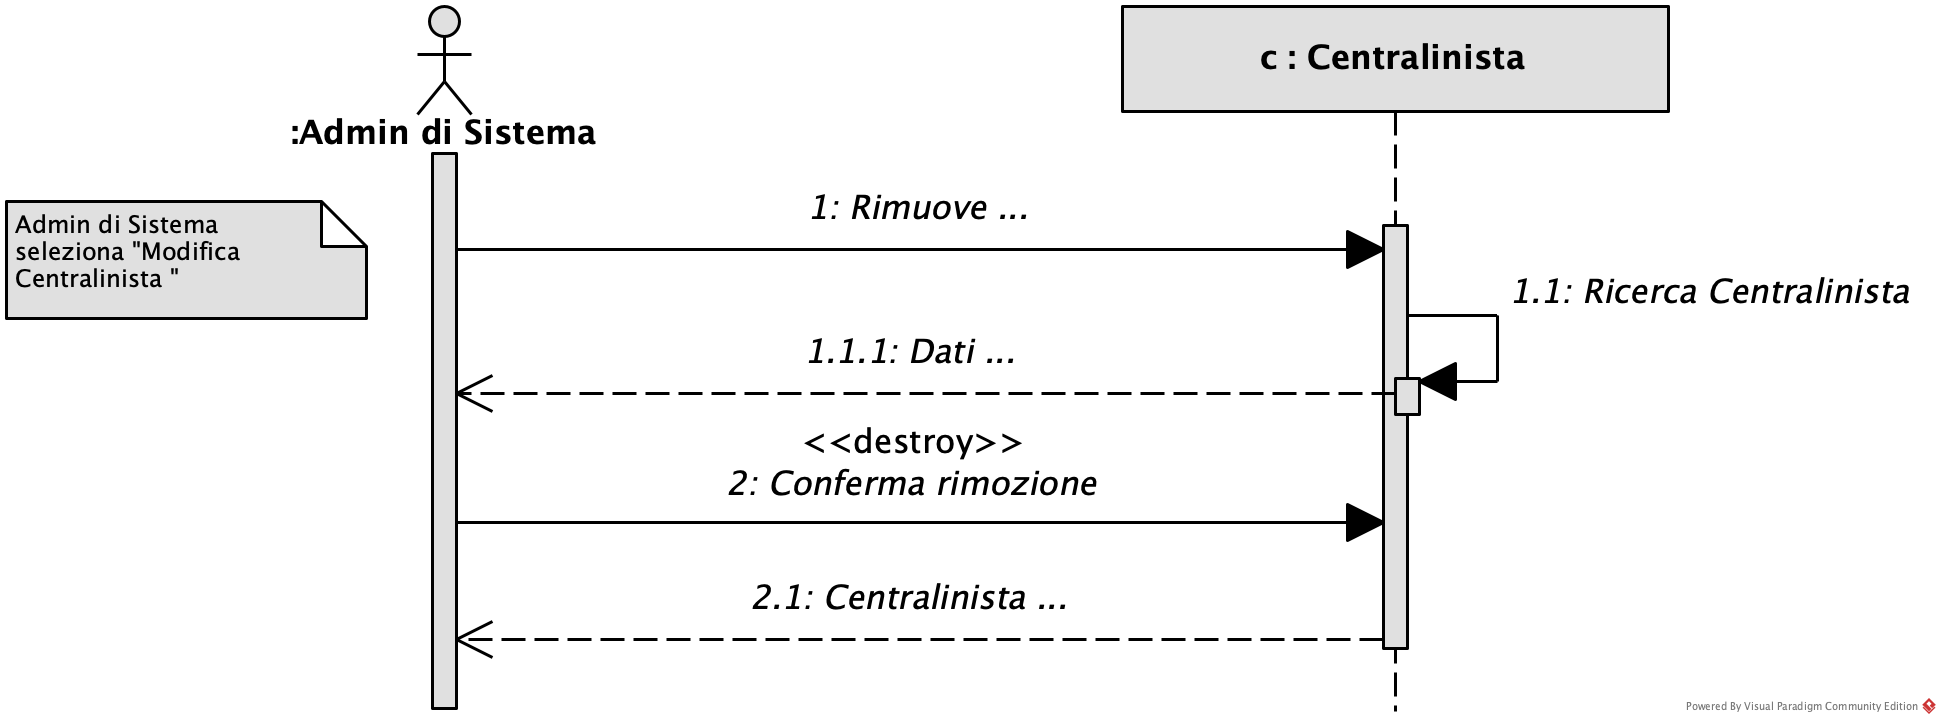 c : Centralinista
:Admin di Sistema
Admin di Sistema
seleziona "Modifica
Centralinista "
1: Rimuove ...
1.1: Ricerca Centralinista
1.1.1: Dati ...
<<destroy>>
2: Conferma rimozione
2.1: Centralinista ...
Powered By Visual Paradigm Community Edition